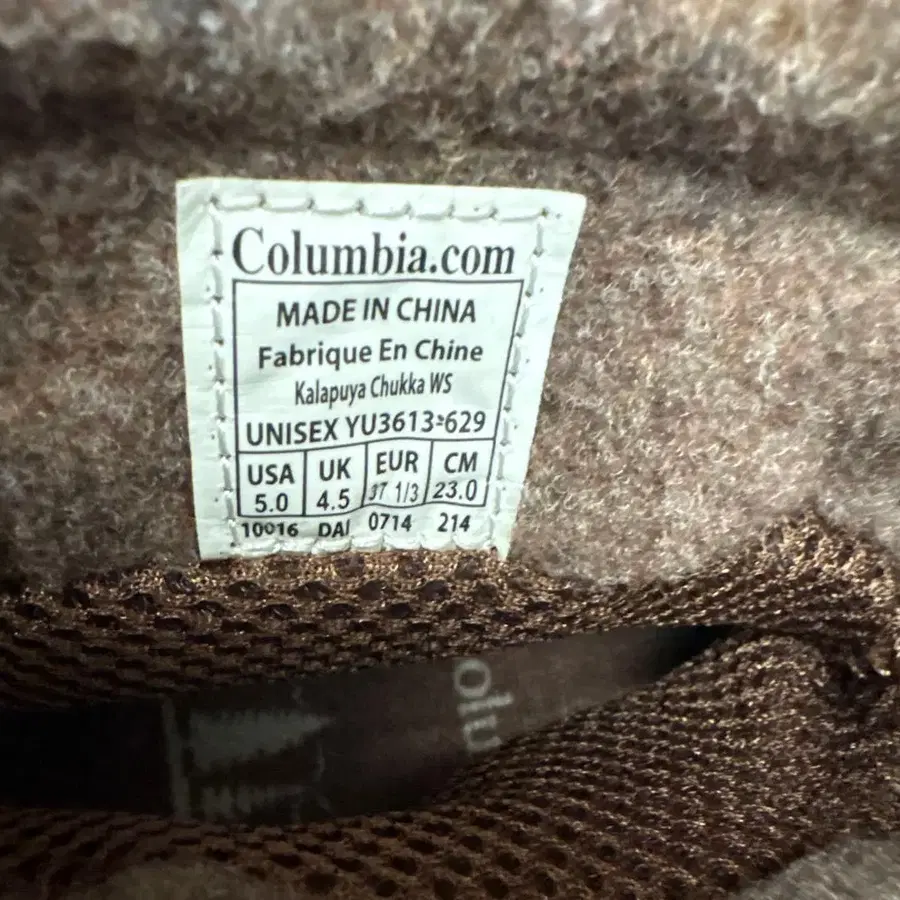 Columbia.com
MADE IN CHINA
Fabrique En Chine
Kalapuya Chukka WS
UNISEX YU3613-629
USA UK EUR CM
5.0 4.5 37 1/3 23.0
10016 DAI 0714 214
olu